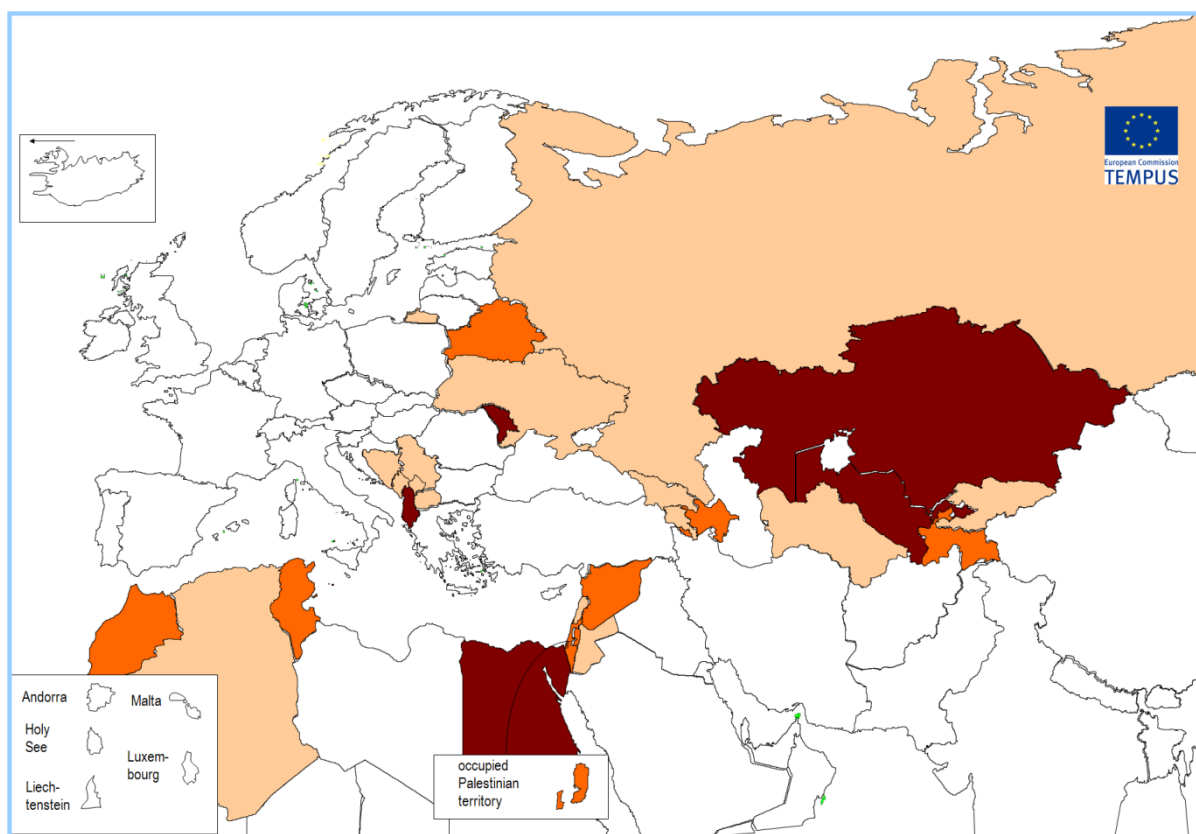 European Commission
TEMPUS
Andorra
Malta
Holy
See
Luxem-
bourg
Liech-
tenstein
occupied
Palestinian
territory